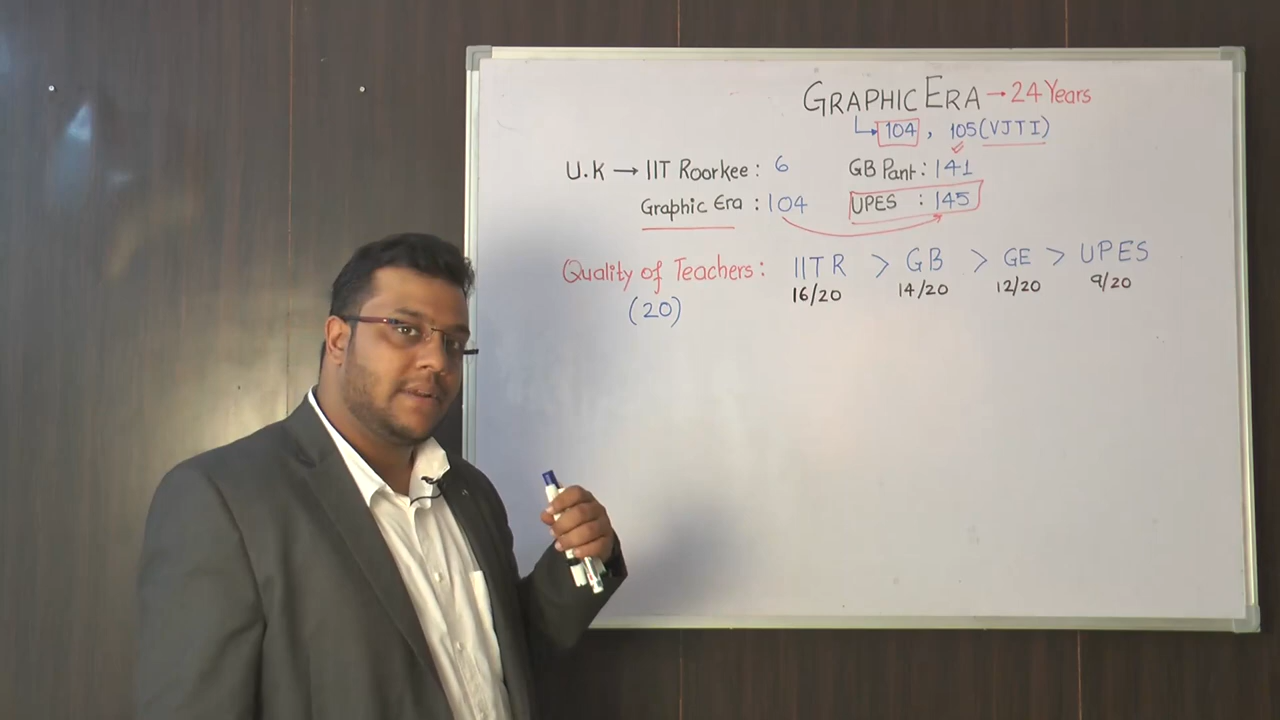 GRAPHIC ERA → 24 Years
104, 105 (VJTI)
U.K → IIT Roorkee : 6 GB Pant : 141
Graphic Era : 104 UPES : 145
Quality of Teachers : IITR > GB > GE > UPES
(20) 16/20 14/20 12/20 9/20